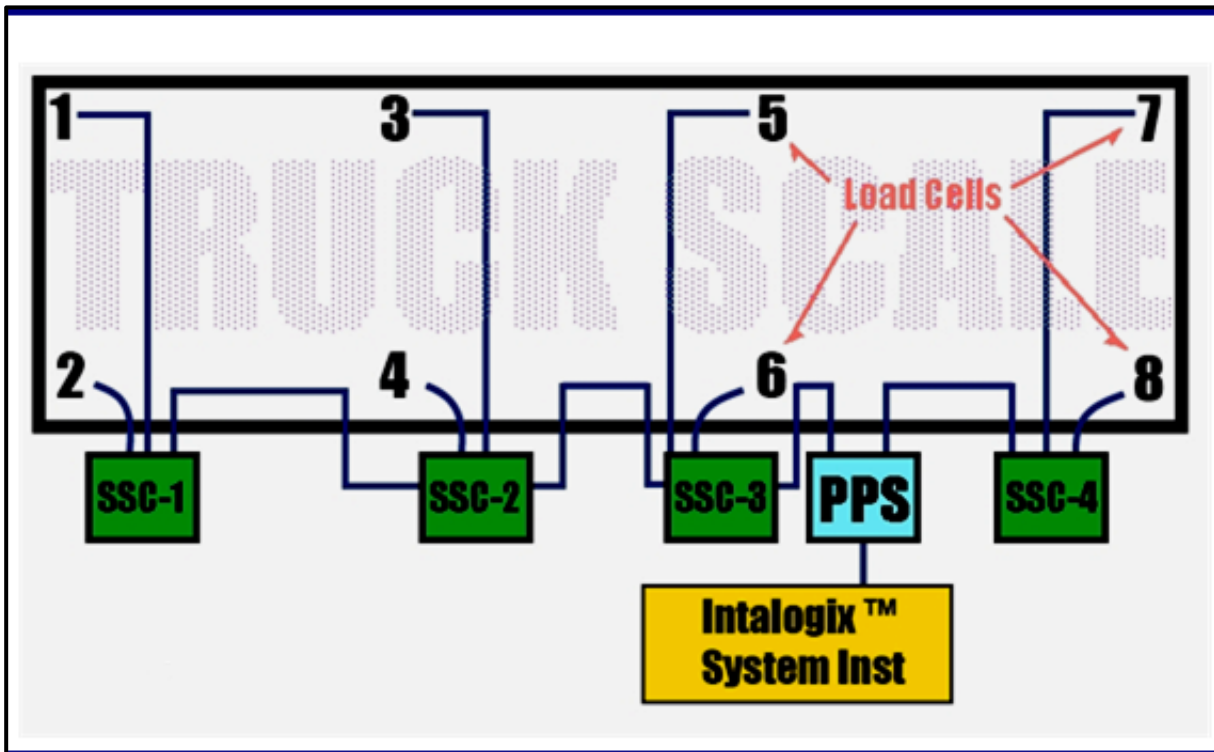 1 3 5 7
TRUCK SCALE
Load Cells
2 4 6 8
SSC-1 SSC-2 SSC-3 PPS SSC-4
Intalogix ™
System Inst